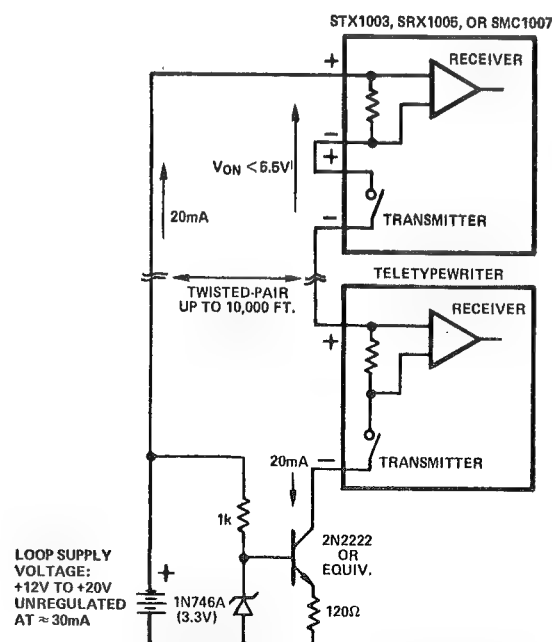 STX1003, SRX1005, OR SMC1007
RECEIVER
+
−
+
VON <6.5V
20mA
−
TRANSMITTER
TELETYPEWRITER
TWISTED-PAIR
UP TO 10,000 FT.
RECEIVER
+
20mA
−
TRANSMITTER
1k
2N2222
OR
EQUIV.
LOOP SUPPLY
VOLTAGE:
+12V TO +20V
UNREGULATED
AT ≈ 30mA
+
1N746A
(3.3V)
120Ω